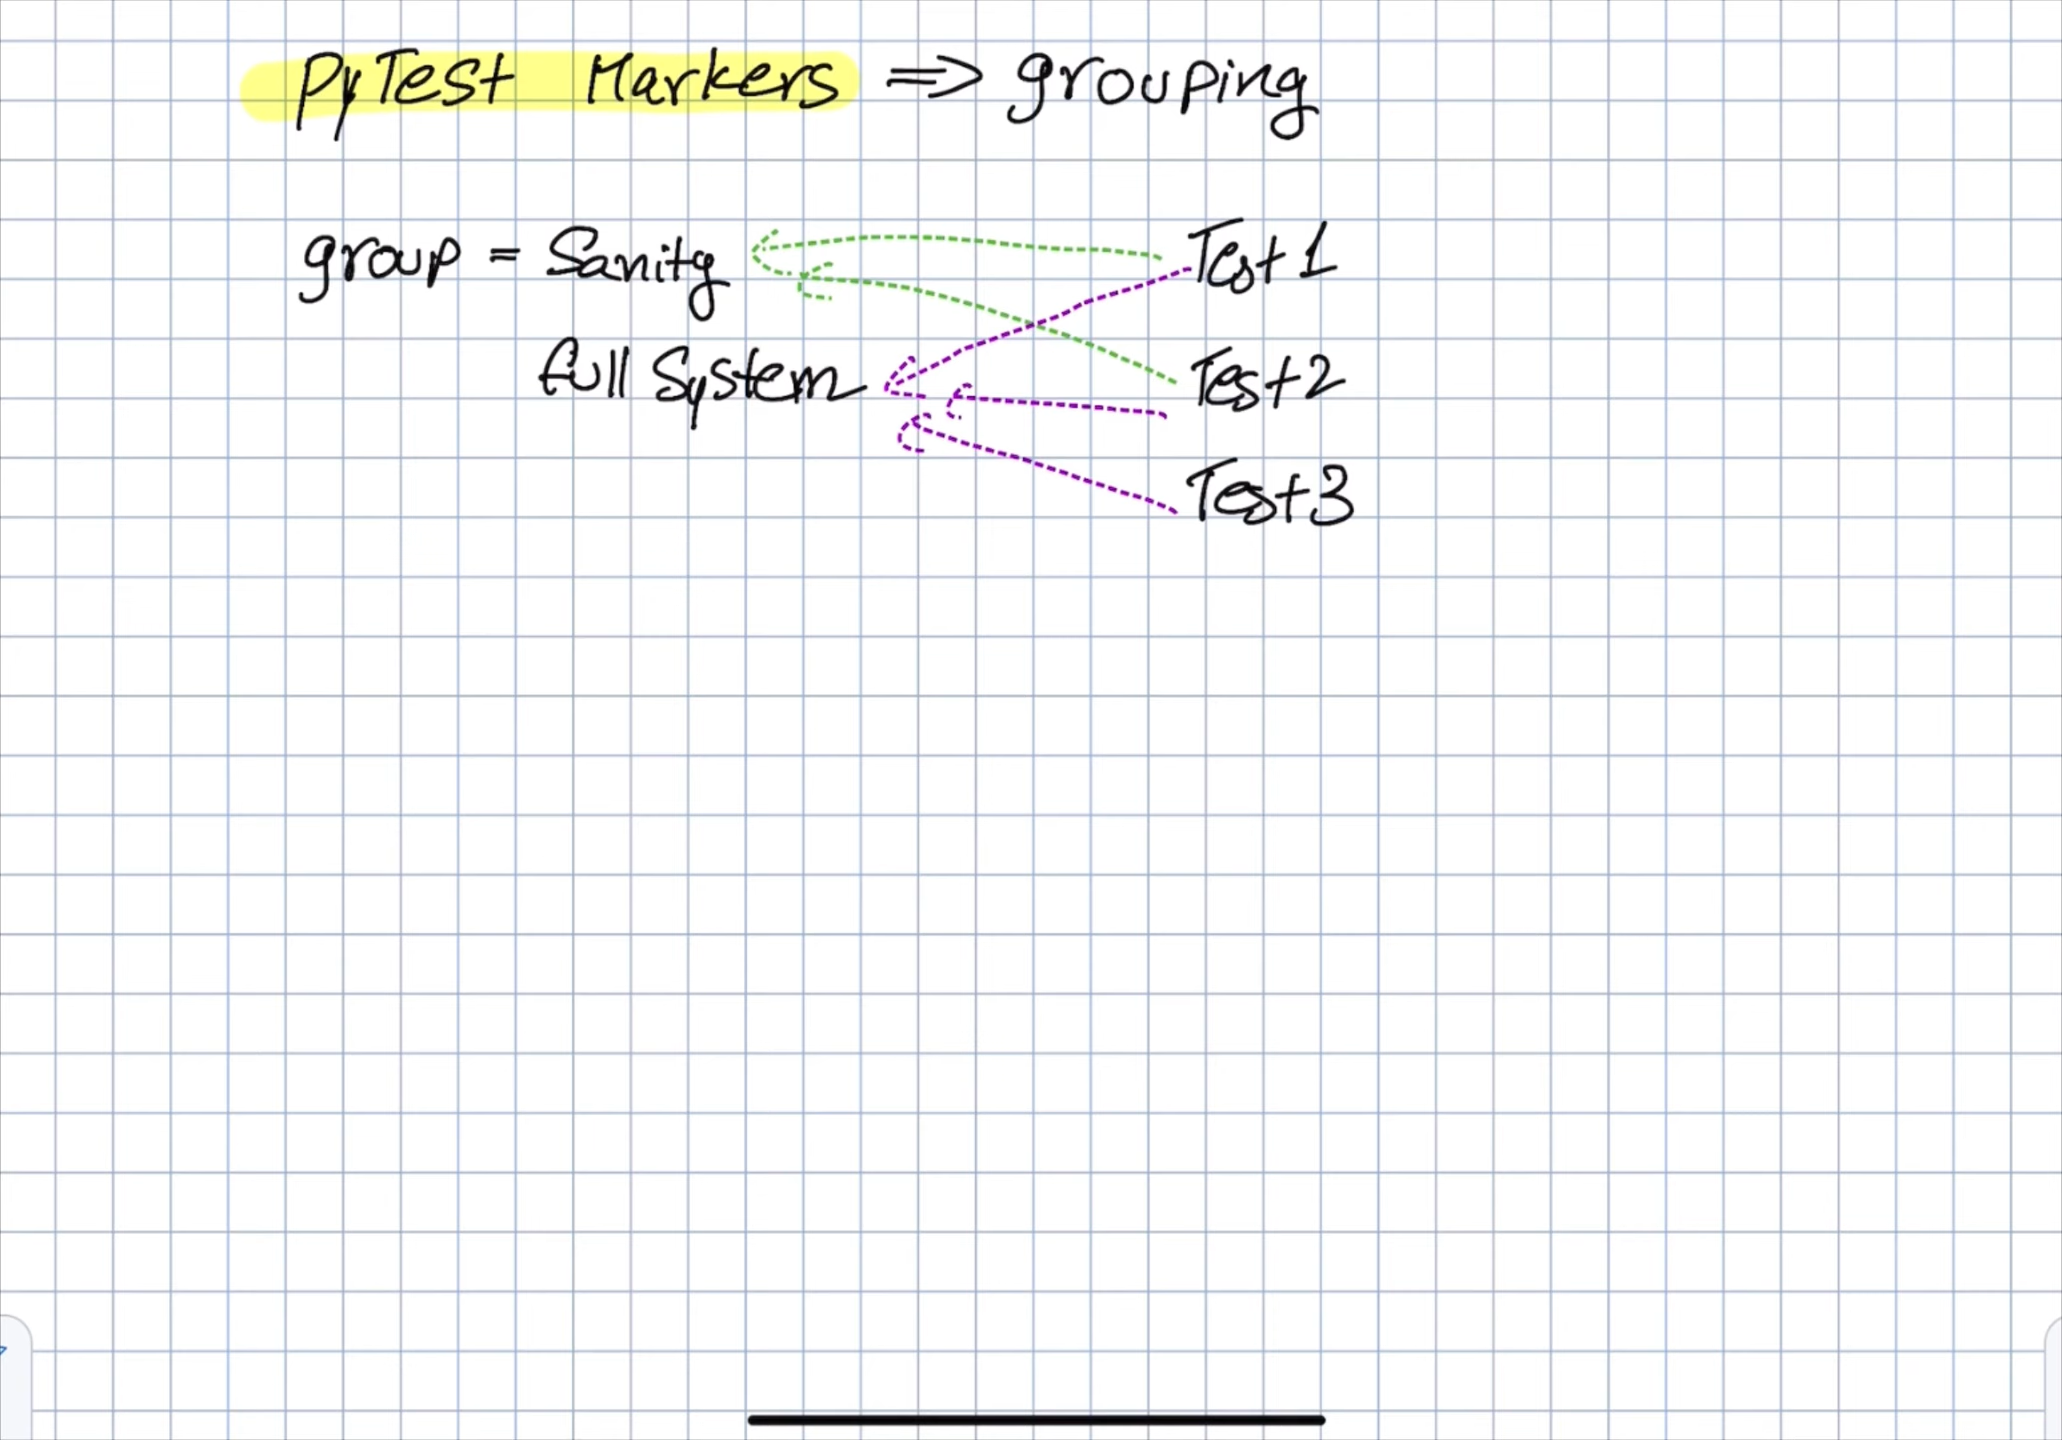 PyTest Markers => grouping
group = Sanity Test1
full System Test2
Test3